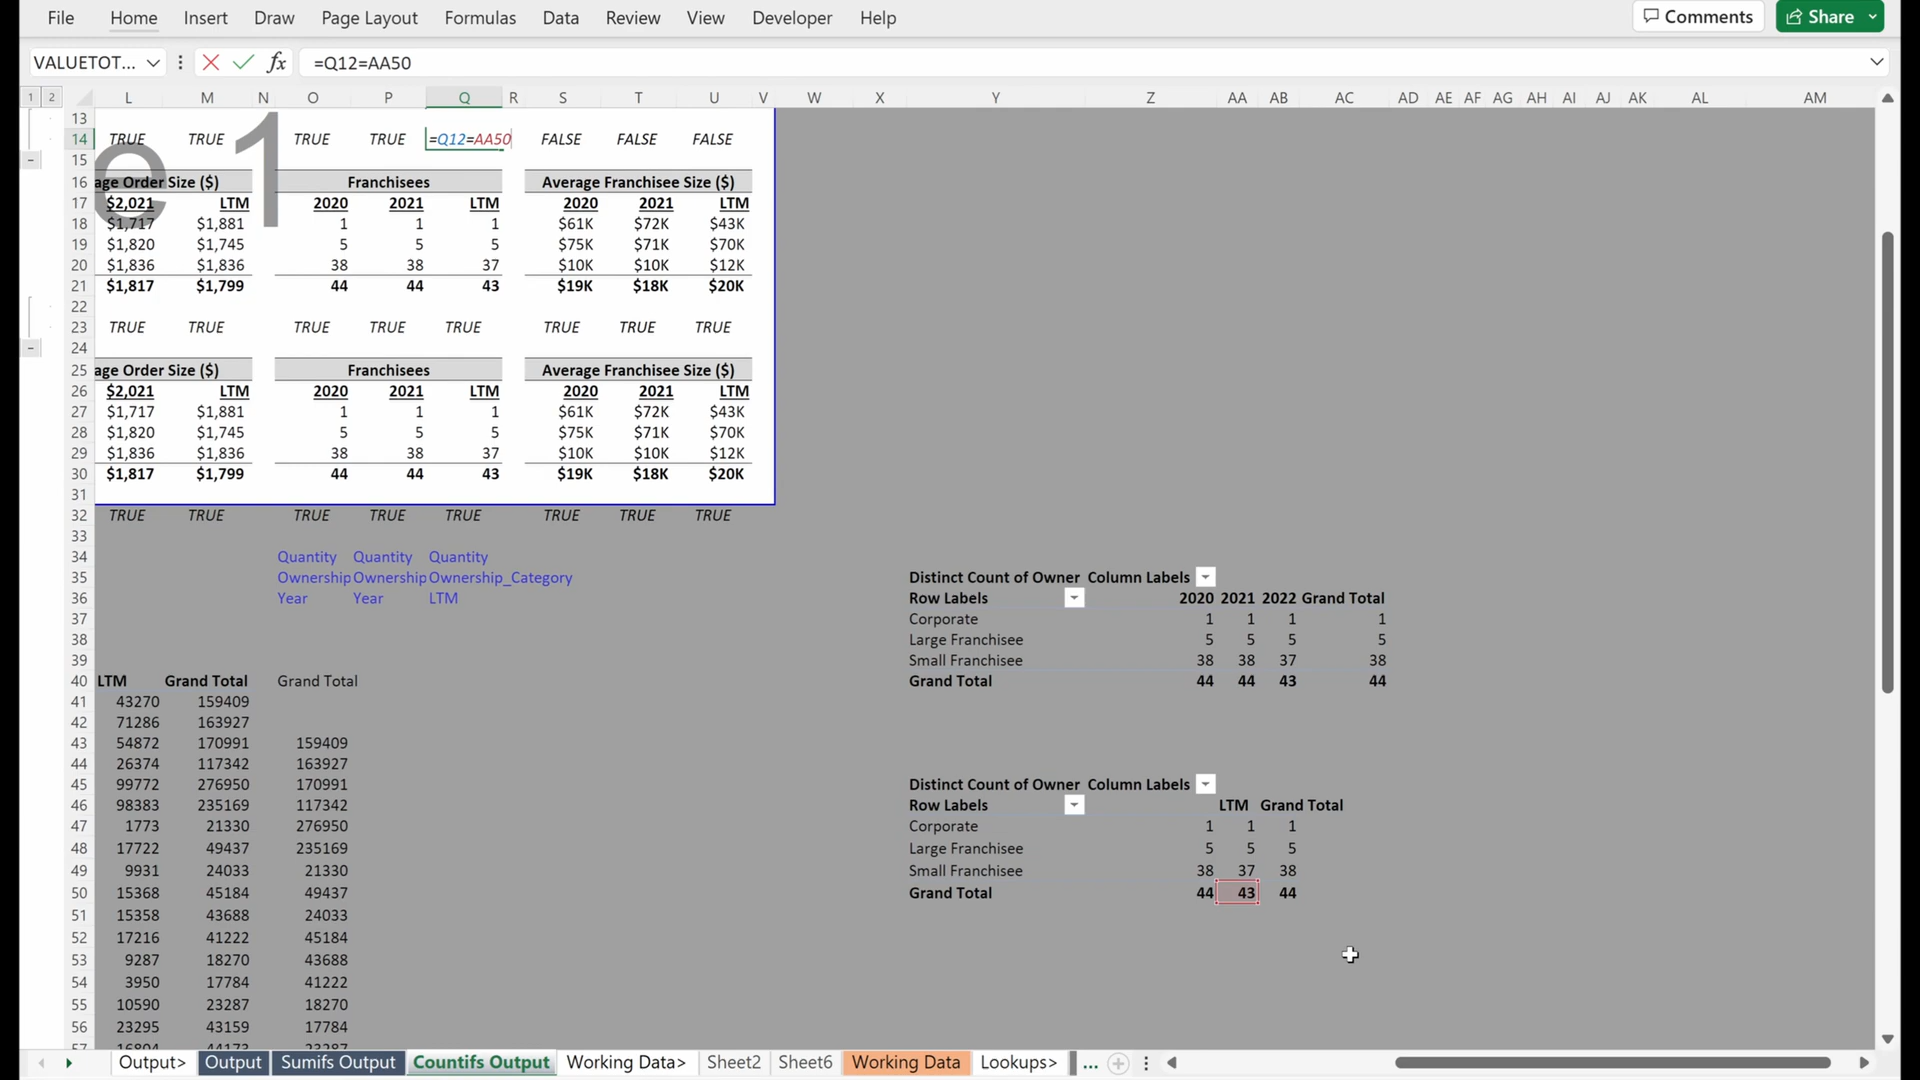 File Home Insert Draw Page Layout Formulas Data Review View Developer Help Comments Share
VALUETOT... fx =Q12=AA50
1 2 L M N O P Q R S T U V W X Y Z AA AB AC AD AE AF AG AH AI AJ AK AL AM
13
14 TRUE TRUE TRUE TRUE =Q12=AA50 FALSE FALSE FALSE
e 1
15
16 age Order Size ($) Franchisees Average Franchisee Size ($)
17 $2,021 LTM 2020 2021 LTM 2020 2021 LTM
18 $1,717 $1,881 1 1 1 $61K $72K $43K
19 $1,820 $1,745 5 5 5 $75K $71K $70K
20 $1,836 $1,836 38 38 37 $10K $10K $12K
21 $1,817 $1,799 44 44 43 $19K $18K $20K
22
23 TRUE TRUE TRUE TRUE TRUE TRUE TRUE TRUE
24
25 age Order Size ($) Franchisees Average Franchisee Size ($)
26 $2,021 LTM 2020 2021 LTM 2020 2021 LTM
27 $1,717 $1,881 1 1 1 $61K $72K $43K
28 $1,820 $1,745 5 5 5 $75K $71K $70K
29 $1,836 $1,836 38 38 37 $10K $10K $12K
30 $1,817 $1,799 44 44 43 $19K $18K $20K
31
32 TRUE TRUE TRUE TRUE TRUE TRUE TRUE TRUE
33
34 Quantity Quantity Quantity
35 Ownership Ownership Ownership_Category Distinct Count of Owner Column Labels
36 Year Year LTM Row Labels 2020 2021 2022 Grand Total
37 Corporate 1 1 1 1
38 Large Franchisee 5 5 5 5
39 Small Franchisee 38 38 37 38
40 LTM Grand Total Grand Total Grand Total 44 44 43 44
41 43270 159409
42 71286 163927
43 54872 170991 159409
44 26374 117342 163927
45 99772 276950 170991 Distinct Count of Owner Column Labels
46 98383 235169 117342 Row Labels LTM Grand Total
47 1773 21330 276950 Corporate 1 1 1
48 17722 49437 235169 Large Franchisee 5 5 5
49 9931 24033 21330 Small Franchisee 38 37 38
50 15368 45184 49437 Grand Total 44 43 44
51 15358 43688 24033
52 17216 41222 45184
53 9287 18270 43688
54 3950 17784 41222
55 10590 23287 18270
56 23295 43159 17784
57 16804 44173 23287
Output> Output Sumifs Output Countifs Output Working Data> Sheet2 Sheet6 Working Data Lookups> ...